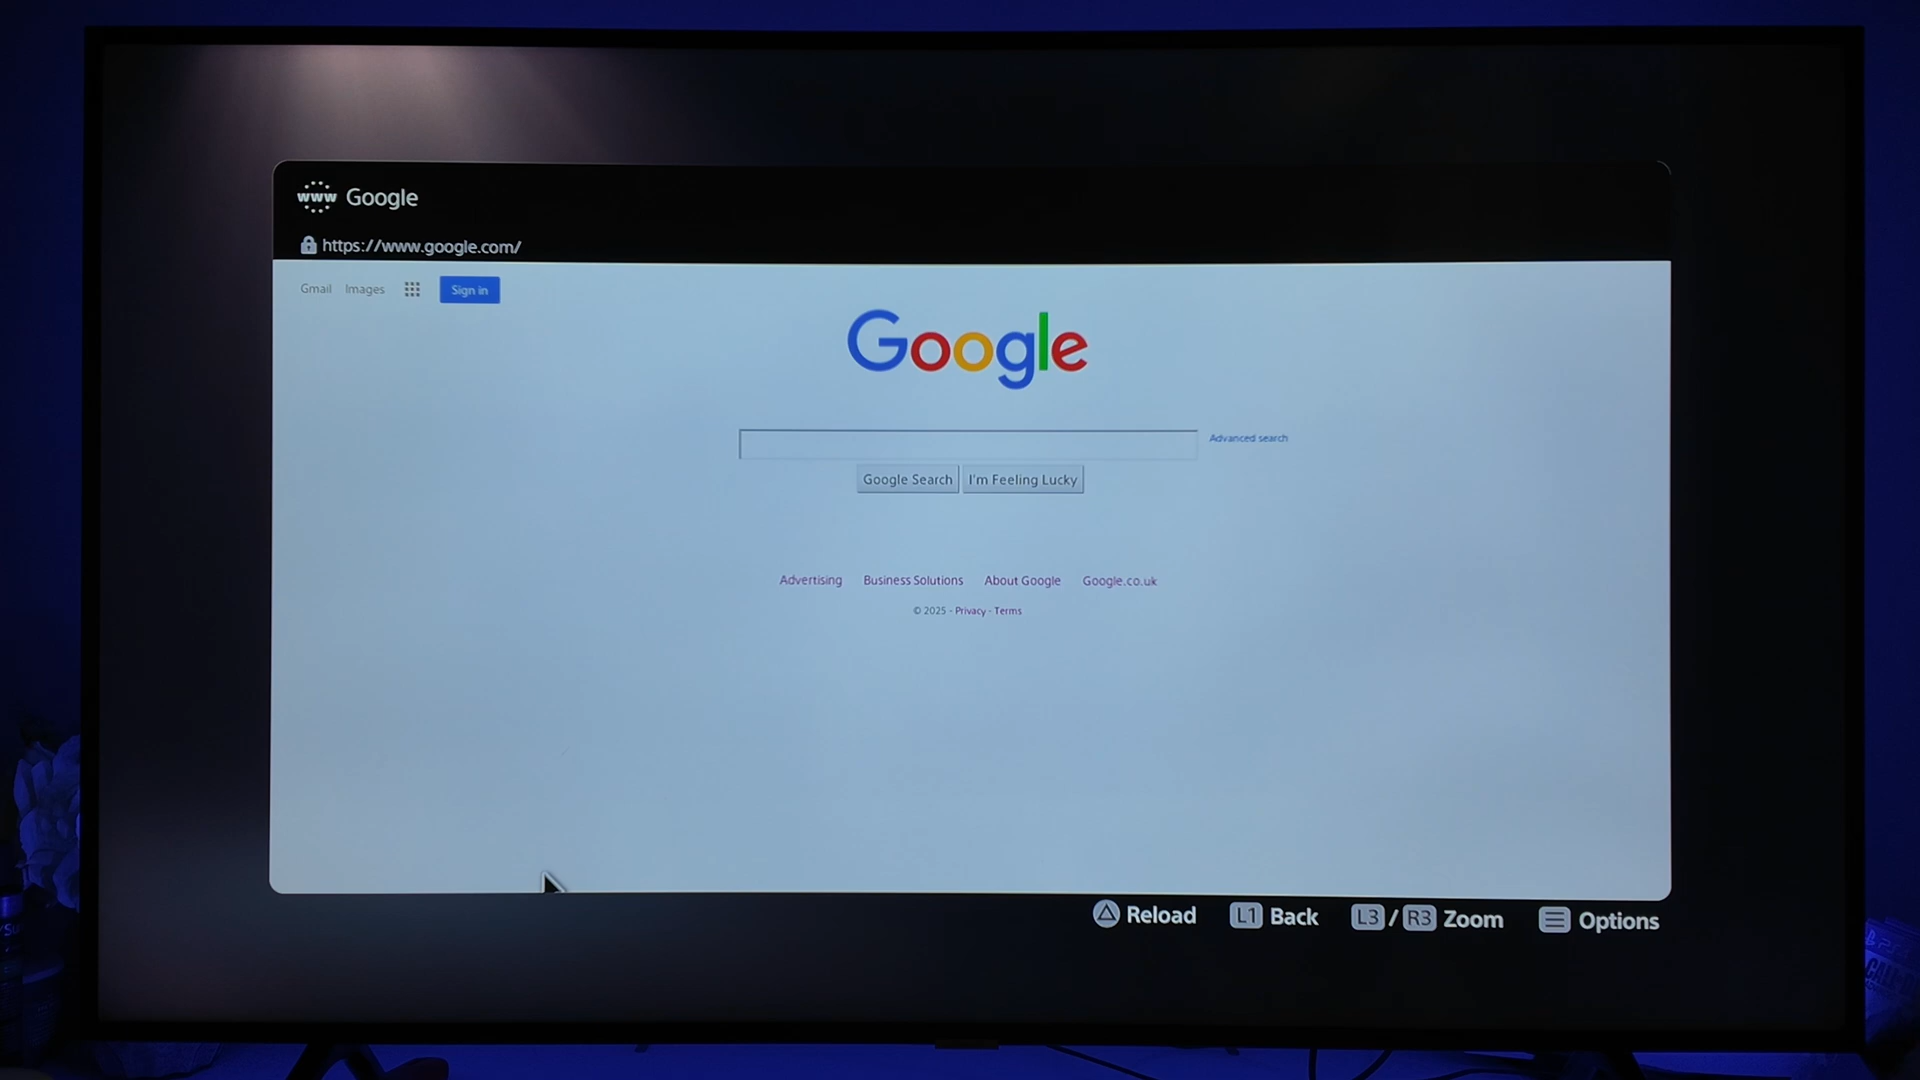 www Google
https://www.google.com/
Gmail Images Sign in
Google
Advanced search
Google Search I'm Feeling Lucky
Advertising Business Solutions About Google Google.co.uk
© 2025 - Privacy - Terms
Reload L1 Back L3 / R3 Zoom Options